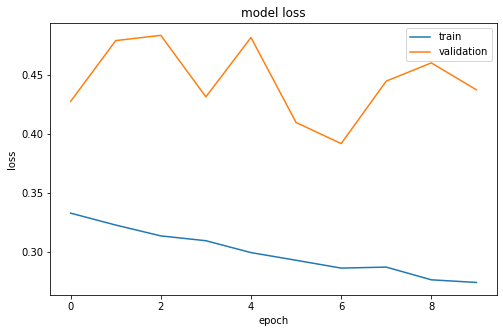 model loss
train
validation
loss
0.45
0.40
0.35
0.30
0 2 4 6 8
epoch